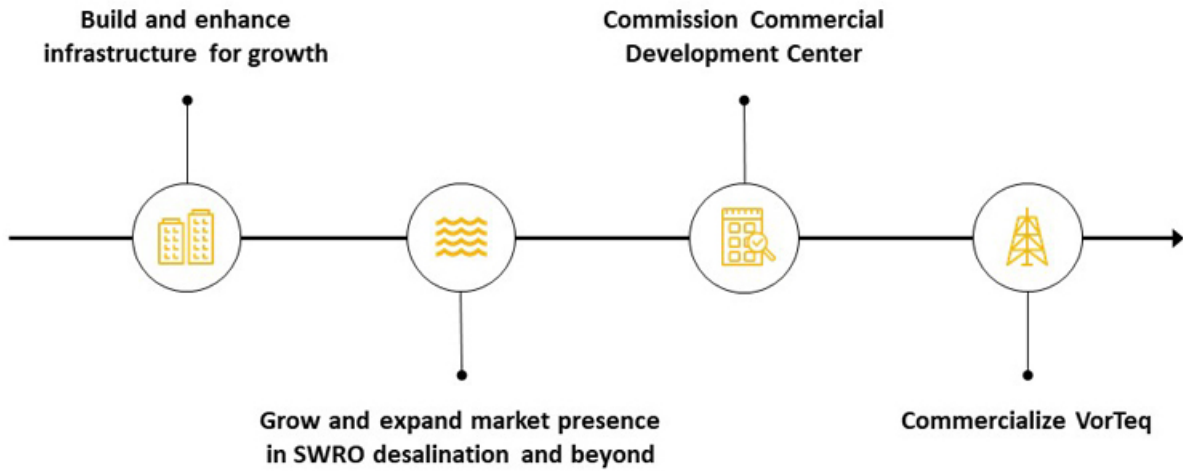 Build and enhance
infrastructure for growth
Commission Commercial
Development Center
Grow and expand market presence
in SWRO desalination and beyond
Commercialize VorTeq